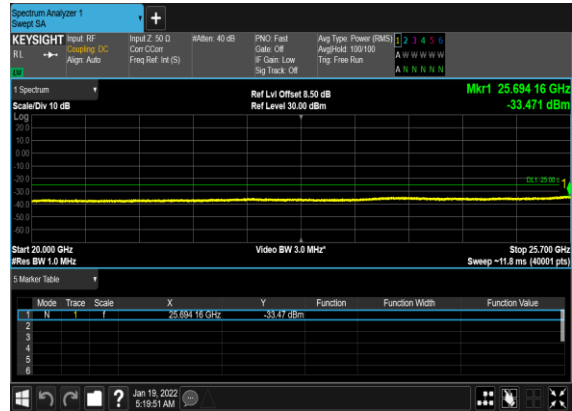 Spectrum Analyzer 1
Swept SA
+
KEYSIGHT Input: RF Input Z: 50 Ω #Atten: 40 dB PNO: Fast Avg Type: Power (RMS) 1 2 3 4 5 6
RL Coupling: DC Corr CCorr Gate: Off Avg|Hold: 100/100 A W W W W W
Align: Auto Freq Ref: Int (S) IF Gain: Low Trig: Free Run
Sig Track: Off A N N N N N
LW
1 Spectrum Ref Lvl Offset 8.50 dB Mkr1 25.694 16 GHz
Scale/Div 10 dB Ref Level 30.00 dBm -33.471 dBm
Log
20.0
10.0
0.00
-10.0
-20.0
DL1 -25.00
1
-30.0
-40.0
-50.0
-60.0
Start 20.000 GHz Video BW 3.0 MHz* Stop 25.700 GHz
#Res BW 1.0 MHz Sweep ~11.8 ms (40001 pts)
5 Marker Table
Mode Trace Scale X Y Function Function Width Function Value
1 N 1 f 25.694 16 GHz -33.47 dBm
2
3
4
5
6
? Jan 19, 2022
5:19:51 AM